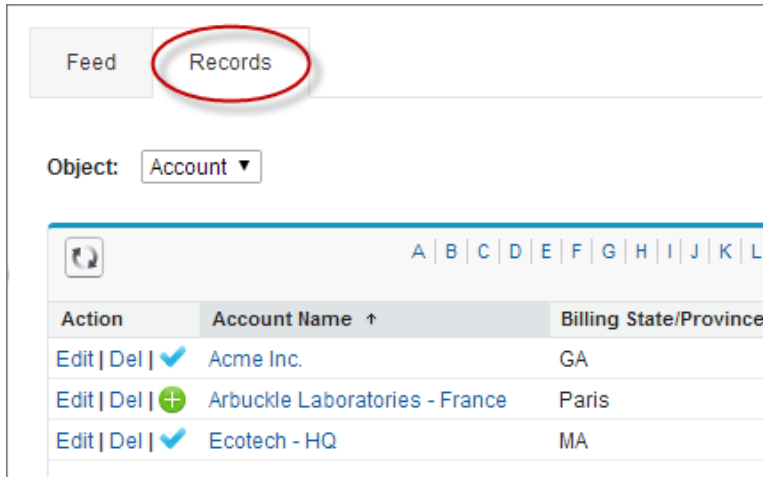 Feed Records
Object: Account ▼
A | B | C | D | E | F | G | H | I | J | K | L
Action Account Name ↑ Billing State/Province
Edit | Del | Acme Inc. GA
Edit | Del | Arbuckle Laboratories - France Paris
Edit | Del | Ecotech - HQ MA